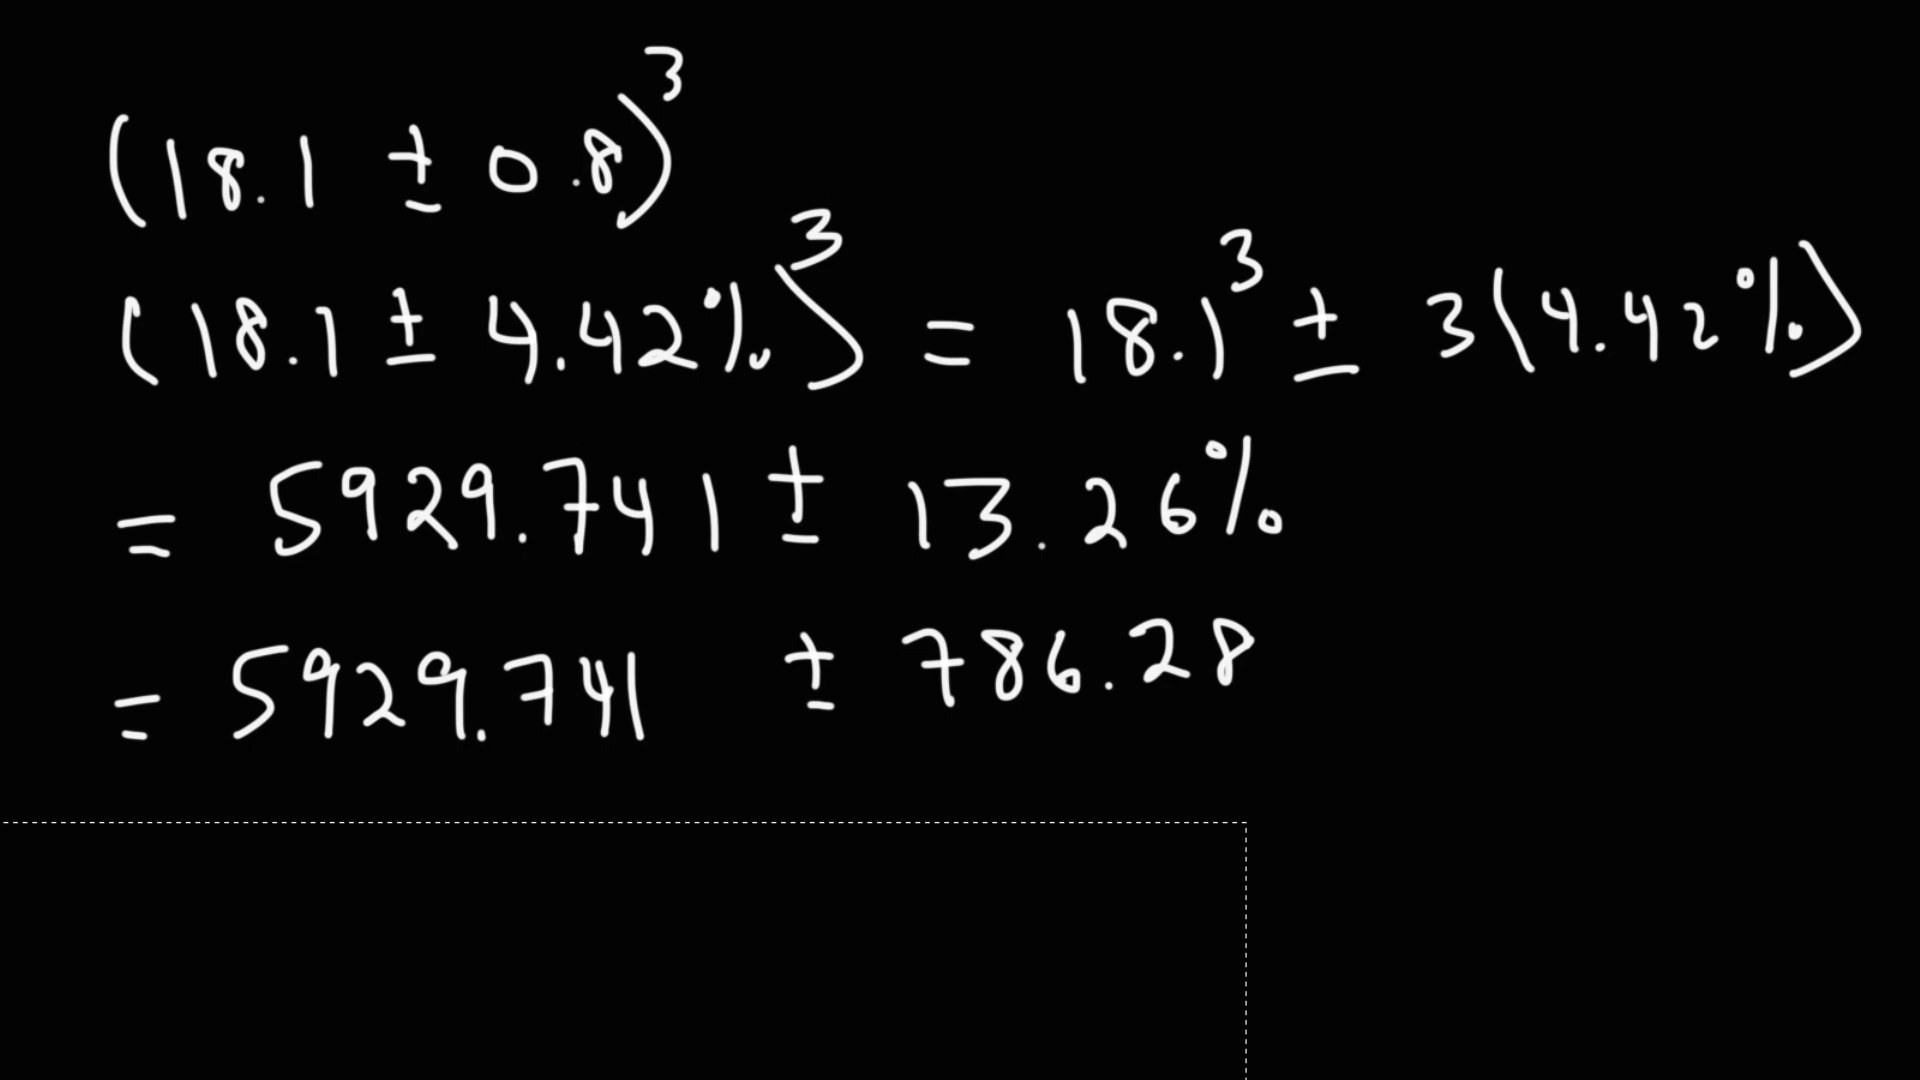 (18.1 ± 0.8)³
(18.1 ± 4.42%)³ = 18.1³ ± 3(4.42%)
= 5929.741 ± 13.26%
= 5929.741 ± 786.28